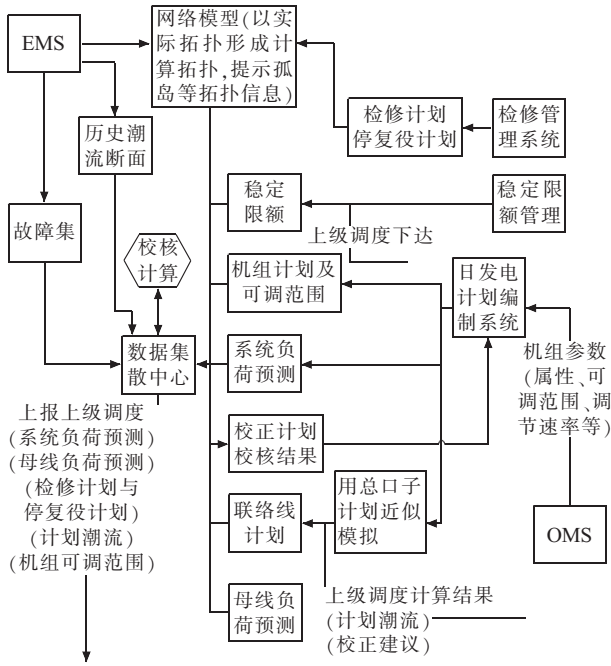 EMS
网络模型(以实
际拓扑形成计
算拓扑,提示孤
岛等拓扑信息)
历史潮
流断面
检修计划
停复役计划
检修管
理系统
故障集
稳定
限额
稳定限
额管理
上级调度下达
校核
计算
机组计划及
可调范围
日发电
计划编
制系统
数据集
散中心
系统负
荷预测
机组参数
(属性、可
调范围、调
节速率等)
上报上级调度
(系统负荷预测)
(母线负荷预测)
(检修计划与
停复役计划)
(计划潮流)
(机组可调范围)
校正计划
校核结果
联络线
计划
用总口子
计划近似
模拟
OMS
母线负
荷预测
上级调度计算结果
(计划潮流)
(校正建议)